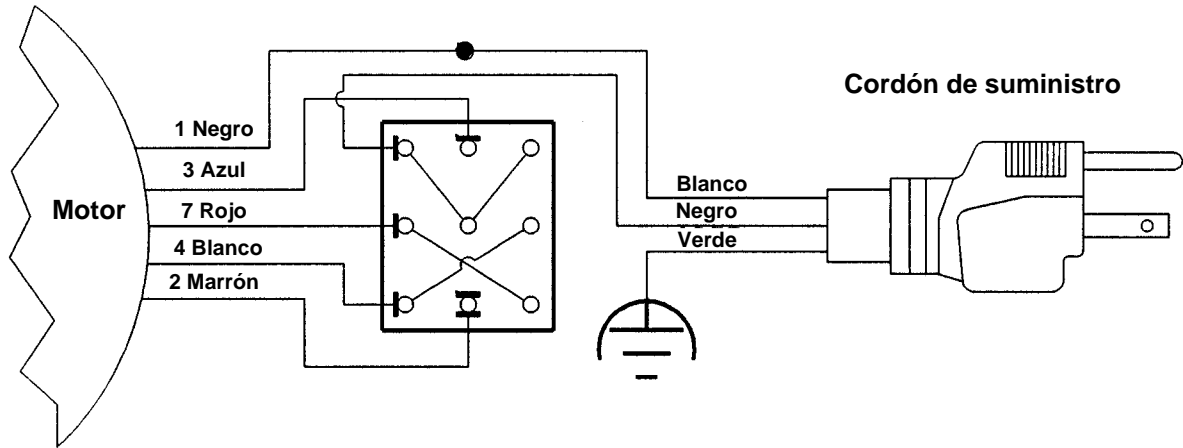 Cordón de suministro
1 Negro
3 Azul
Motor
7 Rojo
4 Blanco
2 Marrón
Blanco
Negro
Verde